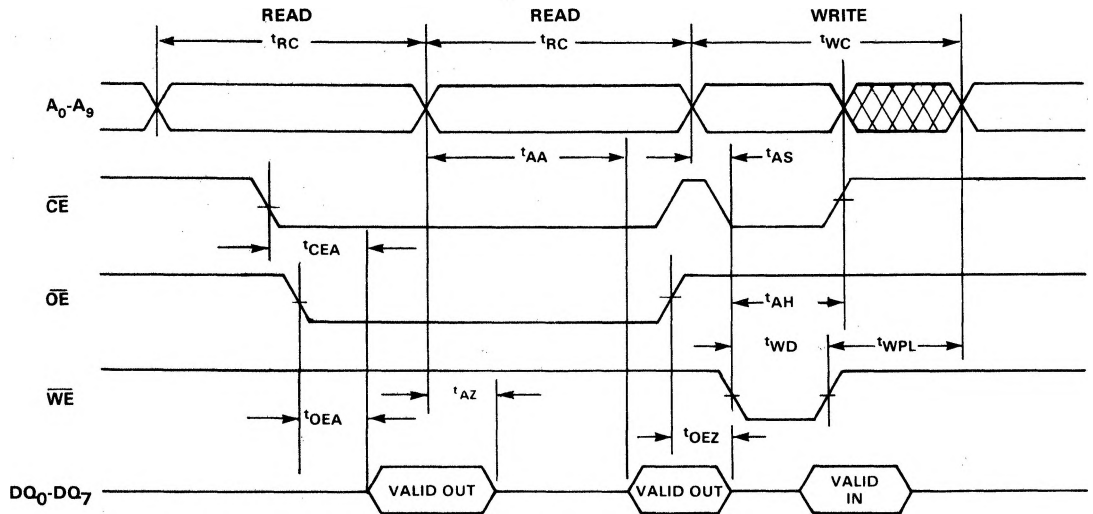 READ READ WRITE
tRC tRC tWC
A0-A9
tAA tAS
CE
tCEA
OE
tAH
tWD tWPL
WE
tAZ
tOEA
tOEZ
DQ0-DQ7 VALID OUT VALID OUT VALID
IN